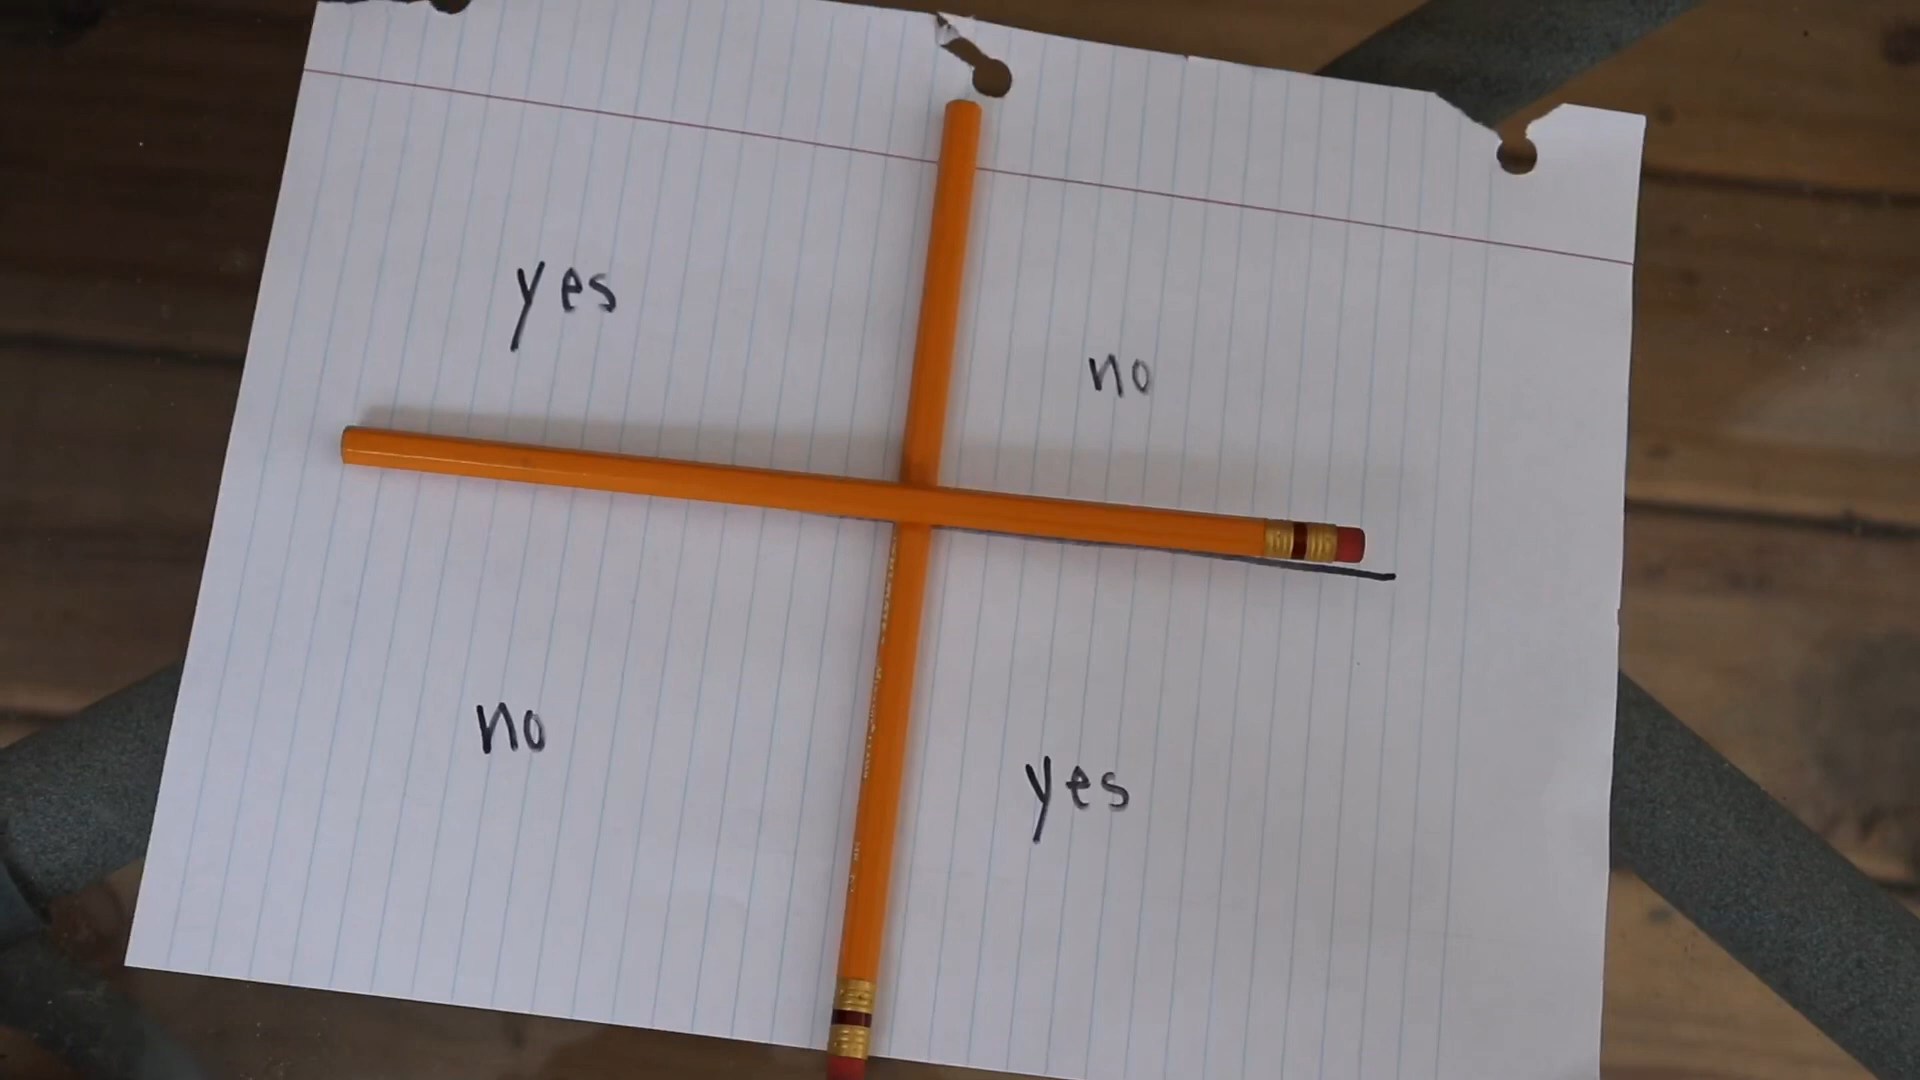 yes
no
no
yes